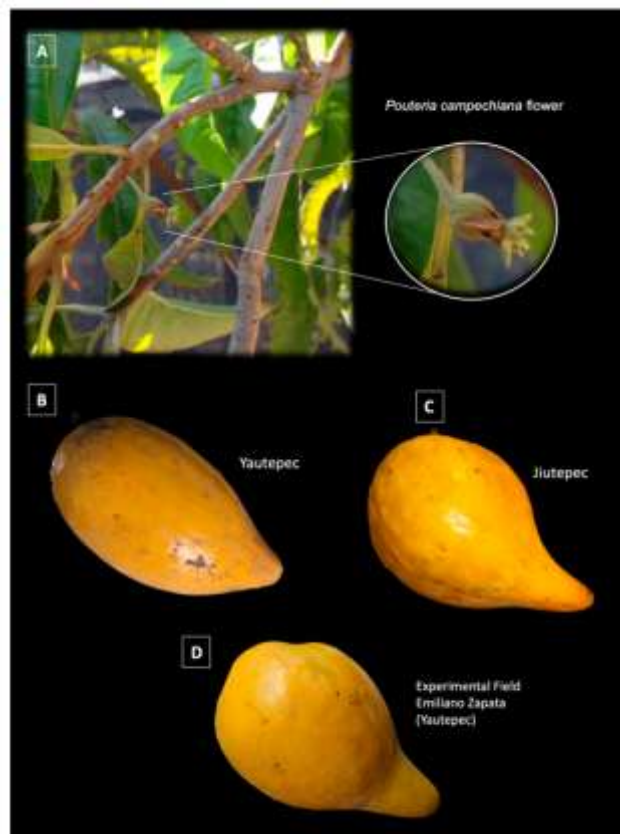 A
Pouteria campechiana flower
B
Yautepec
C
Jiutepec
D
Experimental Field
Emiliano Zapata
(Yautepec)